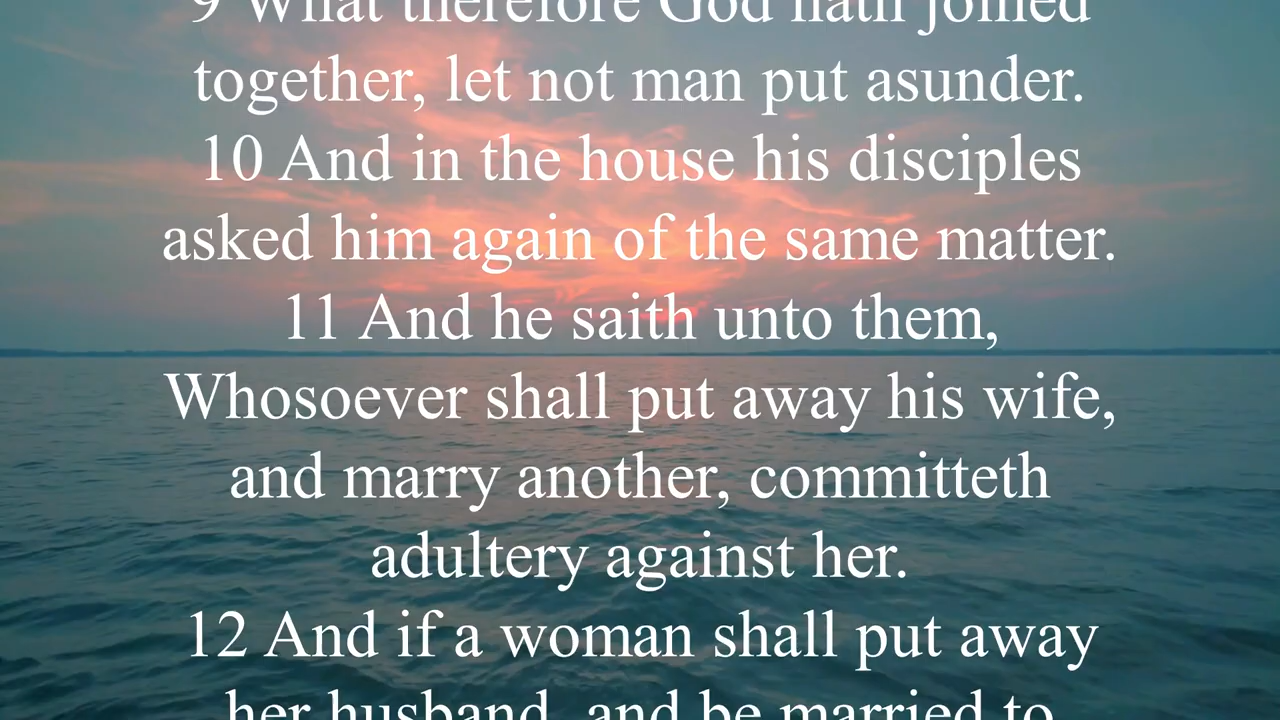 9 What therefore God hath joined
together, let not man put asunder.
10 And in the house his disciples
asked him again of the same matter.
11 And he saith unto them,
Whosoever shall put away his wife,
and marry another, committeth
adultery against her.
12 And if a woman shall put away
her husband, and be married to